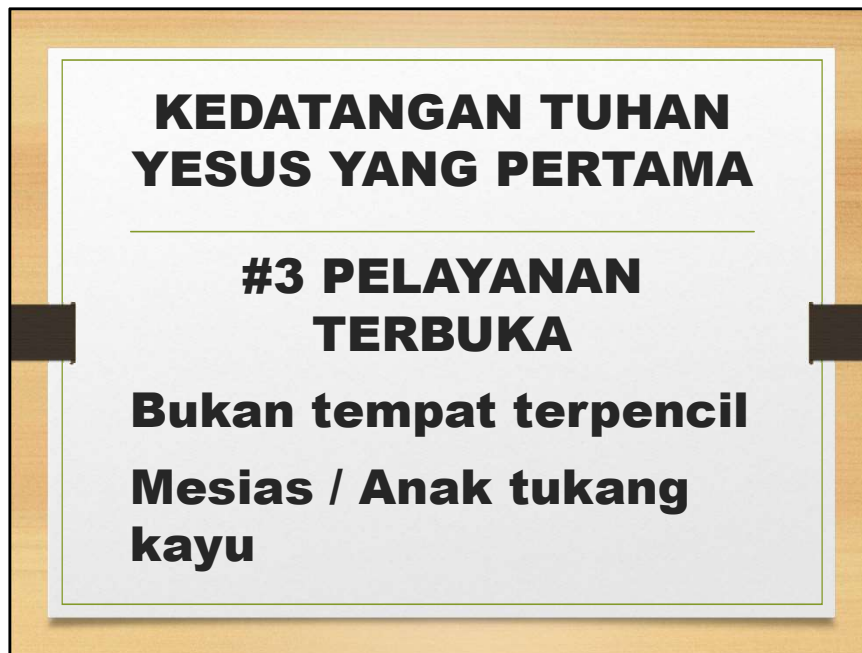 KEDATANGAN TUHAN
YESUS YANG PERTAMA
#3 PELAYANAN
TERBUKA
Bukan tempat terpencil
Mesias / Anak tukang
kayu